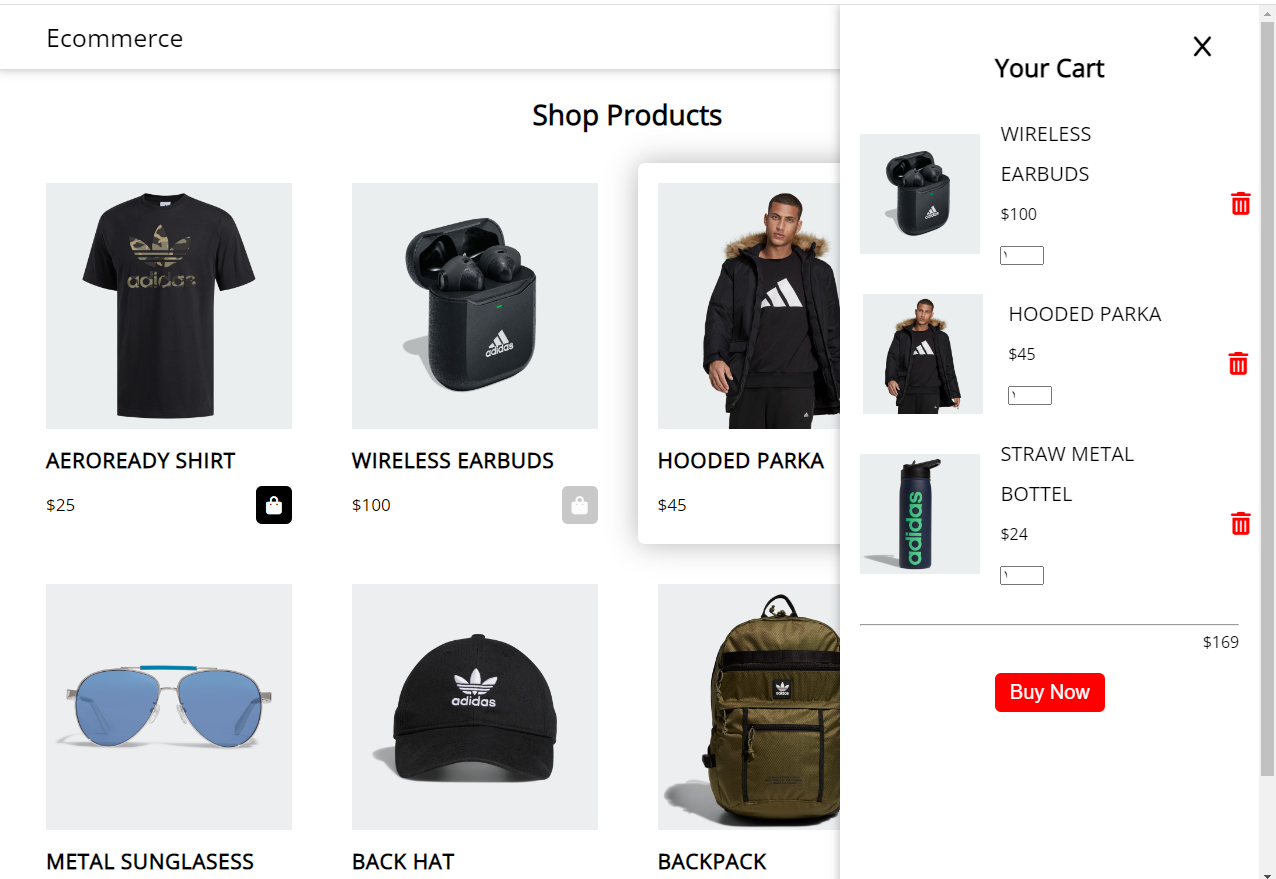 Ecommerce
Shop Products
adidas
adidas
AEROREADY SHIRT
$25
WIRELESS EARBUDS
$100
HOODED PARKA
$45
adidas
METAL SUNGLASESS
BACK HAT
BACKPACK
X
Your Cart
WIRELESS
EARBUDS
$100
١
HOODED PARKA
$45
١
adidas
STRAW METAL
BOTTEL
$24
١
$169
Buy Now